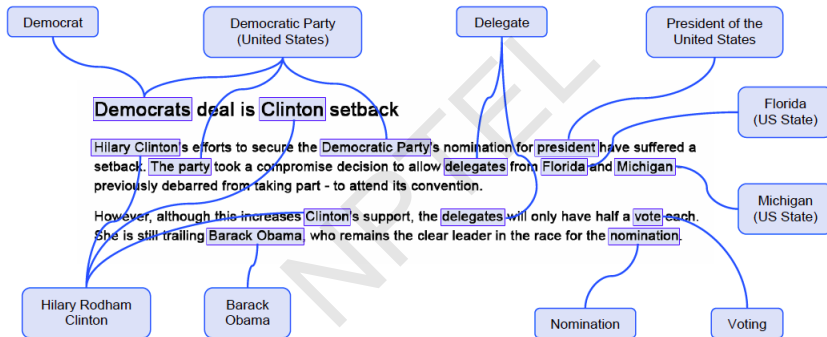 Democrat
Democratic Party
(United States)
Delegate
President of the
United States
Democrats deal is Clinton setback
Florida
(US State)
Hilary Clinton's efforts to secure the Democratic Party's nomination for president have suffered a
setback. The party took a compromise decision to allow delegates from Florida and Michigan
previously debarred from taking part - to attend its convention.
Michigan
(US State)
However, although this increases Clinton's support, the delegates will only have half a vote each.
She is still trailing Barack Obama, who remains the clear leader in the race for the nomination.
Hilary Rodham
Clinton
Barack
Obama
Nomination
Voting
NPTEL